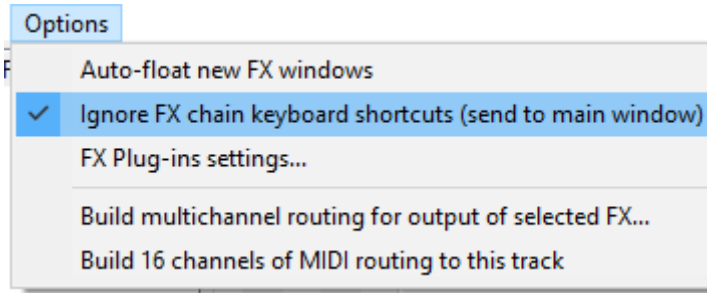 Options
Auto-float new FX windows
Ignore FX chain keyboard shortcuts (send to main window)
FX Plug-ins settings...
Build multichannel routing for output of selected FX...
Build 16 channels of MIDI routing to this track